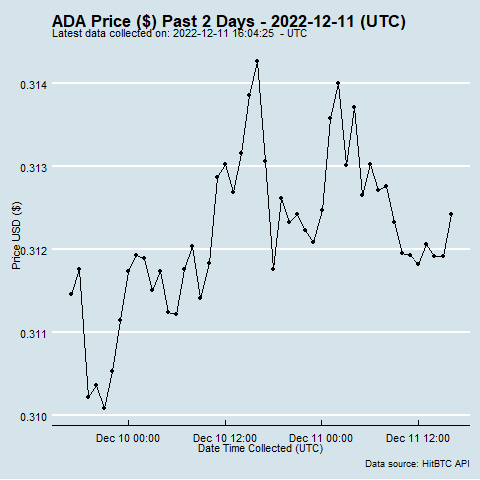 ADA Price ($) Past 2 Days - 2022-12-11 (UTC)
Latest data collected on: 2022-12-11 16:04:25  - UTC
0.314
0.313
0.312
0.311
0.310
Price USD ($)
Dec 10 00:00 Dec 10 12:00 Dec 11 00:00 Dec 11 12:00
Date Time Collected (UTC)
Data source: HitBTC API